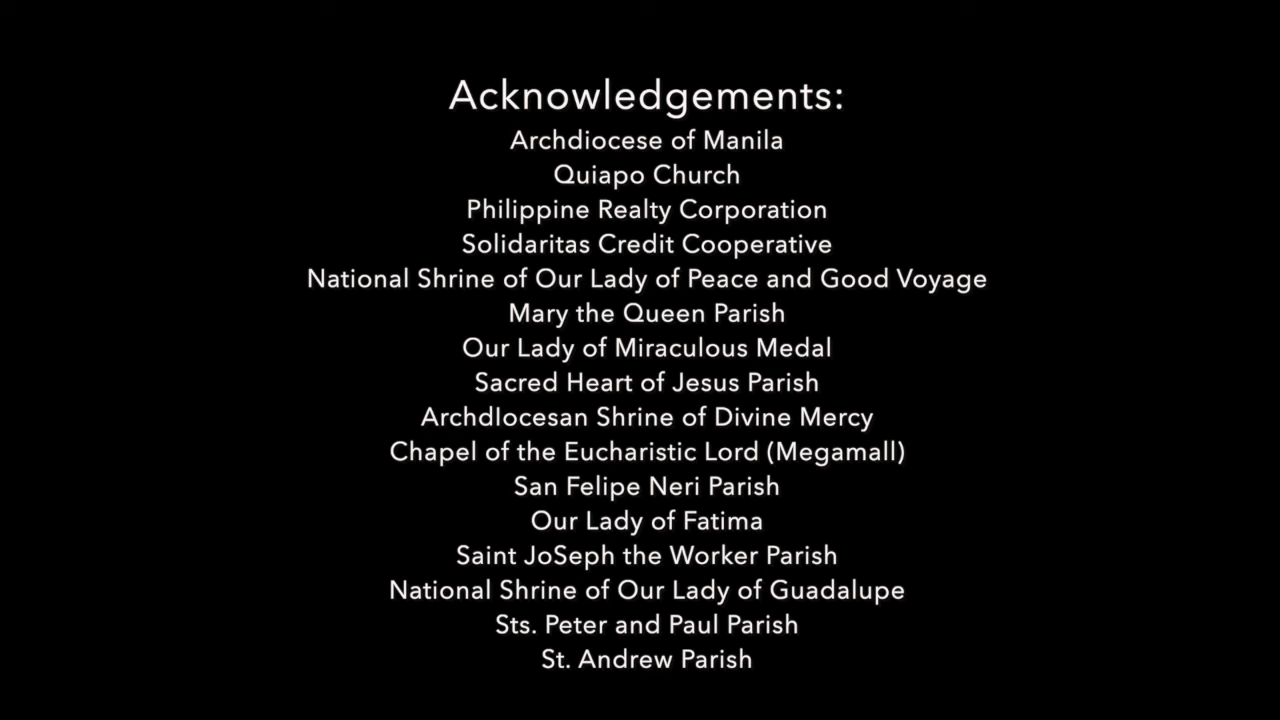 Acknowledgements:
Archdiocese of Manila
Quiapo Church
Philippine Realty Corporation
Solidaritas Credit Cooperative
National Shrine of Our Lady of Peace and Good Voyage
Mary the Queen Parish
Our Lady of Miraculous Medal
Sacred Heart of Jesus Parish
ArchdIocesan Shrine of Divine Mercy
Chapel of the Eucharistic Lord (Megamall)
San Felipe Neri Parish
Our Lady of Fatima
Saint JoSeph the Worker Parish
National Shrine of Our Lady of Guadalupe
Sts. Peter and Paul Parish
St. Andrew Parish